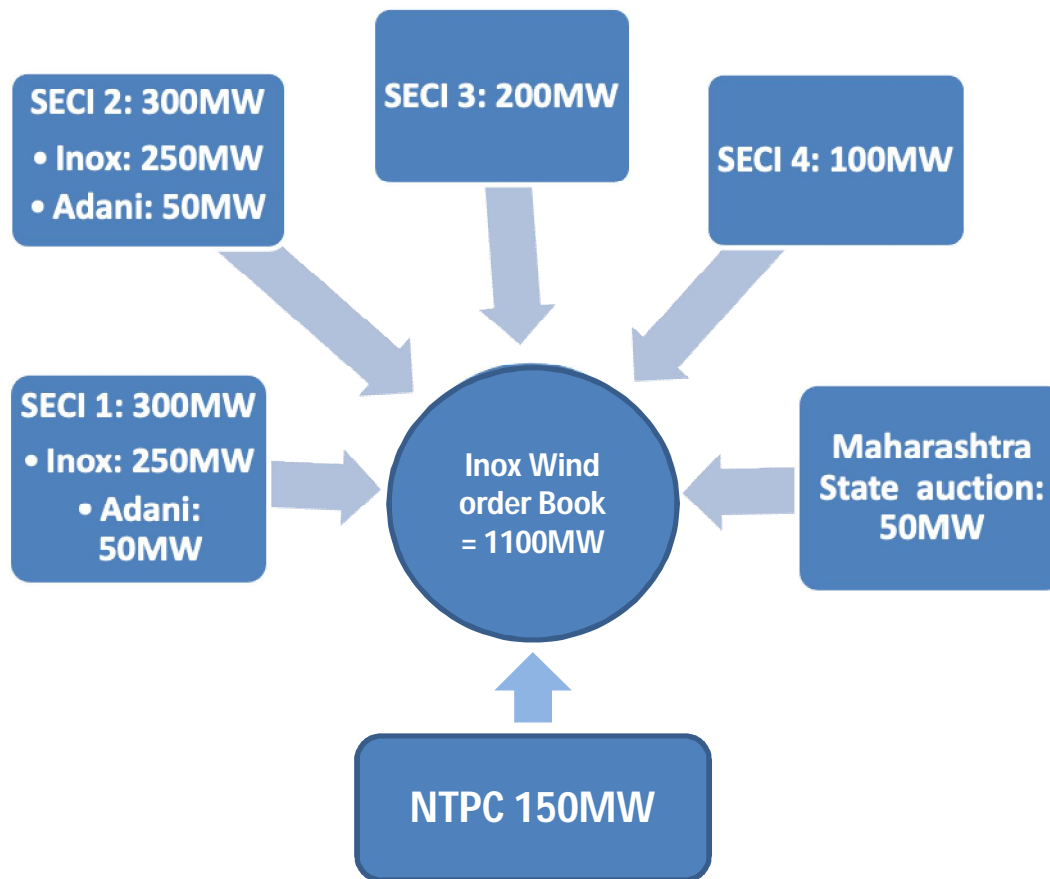 SECI 2: 300MW
• Inox: 250MW
• Adani: 50MW
SECI 3: 200MW
SECI 4: 100MW
SECI 1: 300MW
• Inox: 250MW
• Adani:
50MW
Inox Wind
order Book
= 1100MW
Maharashtra
State auction:
50MW
NTPC 150MW